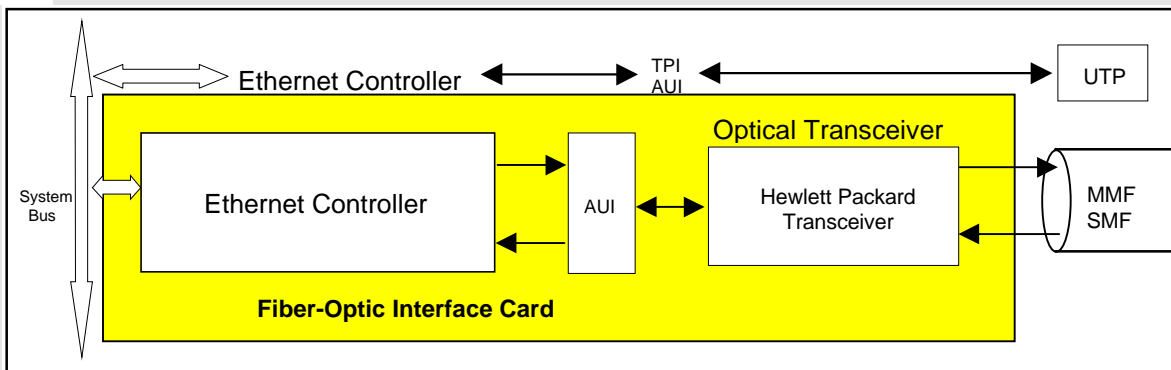 Ethernet Controller
TPI
AUI
UTP
Optical Transceiver
System
Bus
Ethernet Controller
AUI
Hewlett Packard
Transceiver
MMF
SMF
Fiber-Optic Interface Card